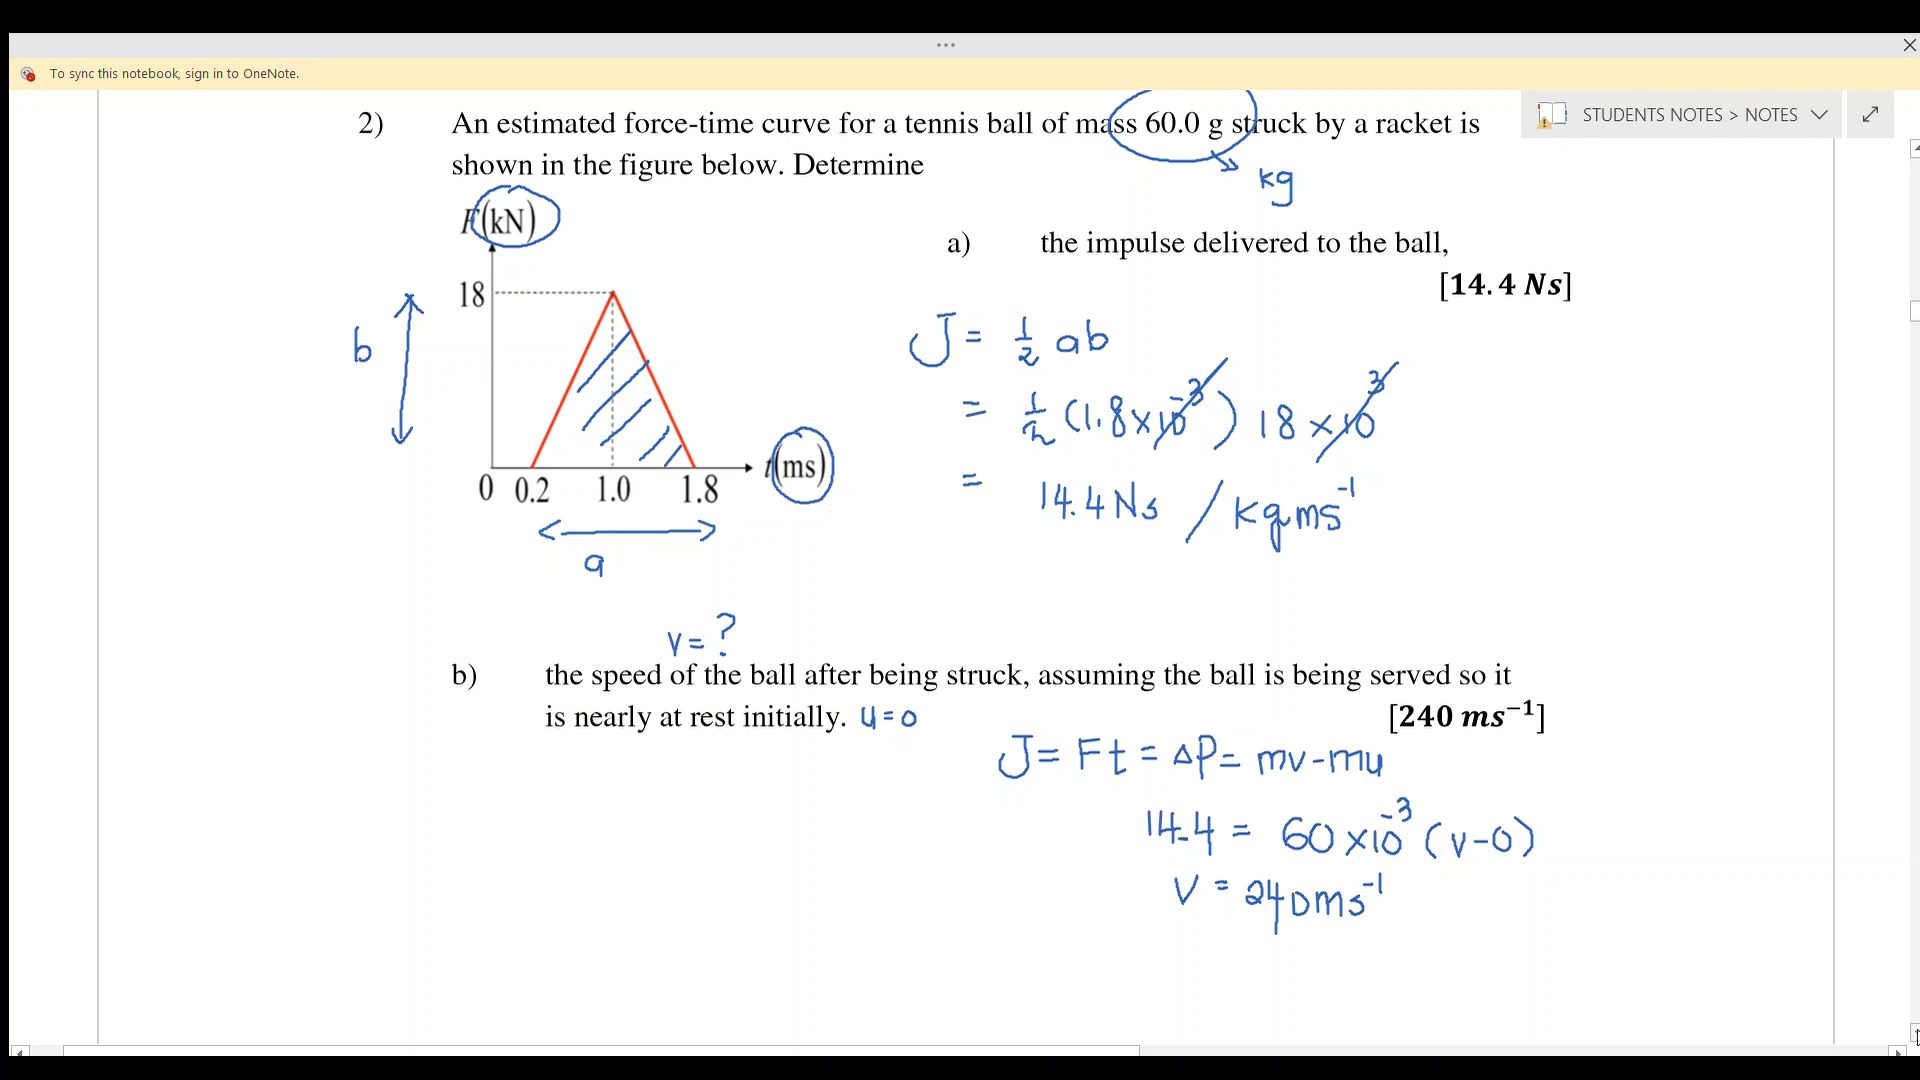 To sync this notebook, sign in to OneNote.
STUDENTS NOTES > NOTES
2) An estimated force-time curve for a tennis ball of mass 60.0 g struck by a racket is
shown in the figure below. Determine
kg
F(kN)
18
b
0 0.2 1.0 1.8 t(ms)
a
a) the impulse delivered to the ball,
[14.4 Ns]
J = 1/2 ab
= 1/2 (1.8 × 10⁻³) 18 × 10³
= 14.4 Ns / kgms⁻¹
v = ?
b) the speed of the ball after being struck, assuming the ball is being served so it
is nearly at rest initially. u = 0 [240 ms⁻¹]
J = Ft = ΔP = mv - mu
14.4 = 60 × 10⁻³ (v - 0)
V = 240ms⁻¹